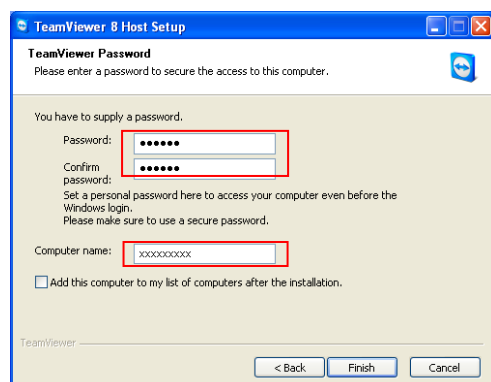 TeamViewer 8 Host Setup
TeamViewer Password
Please enter a password to secure the access to this computer.
You have to supply a password.
Password: ••••••
Confirm
password: ••••••
Set a personal password here to access your computer even before the
Windows login.
Please make sure to use a secure password.
Computer name: xxxxxxxxx
Add this computer to my list of computers after the installation.
TeamViewer
< Back Finish Cancel